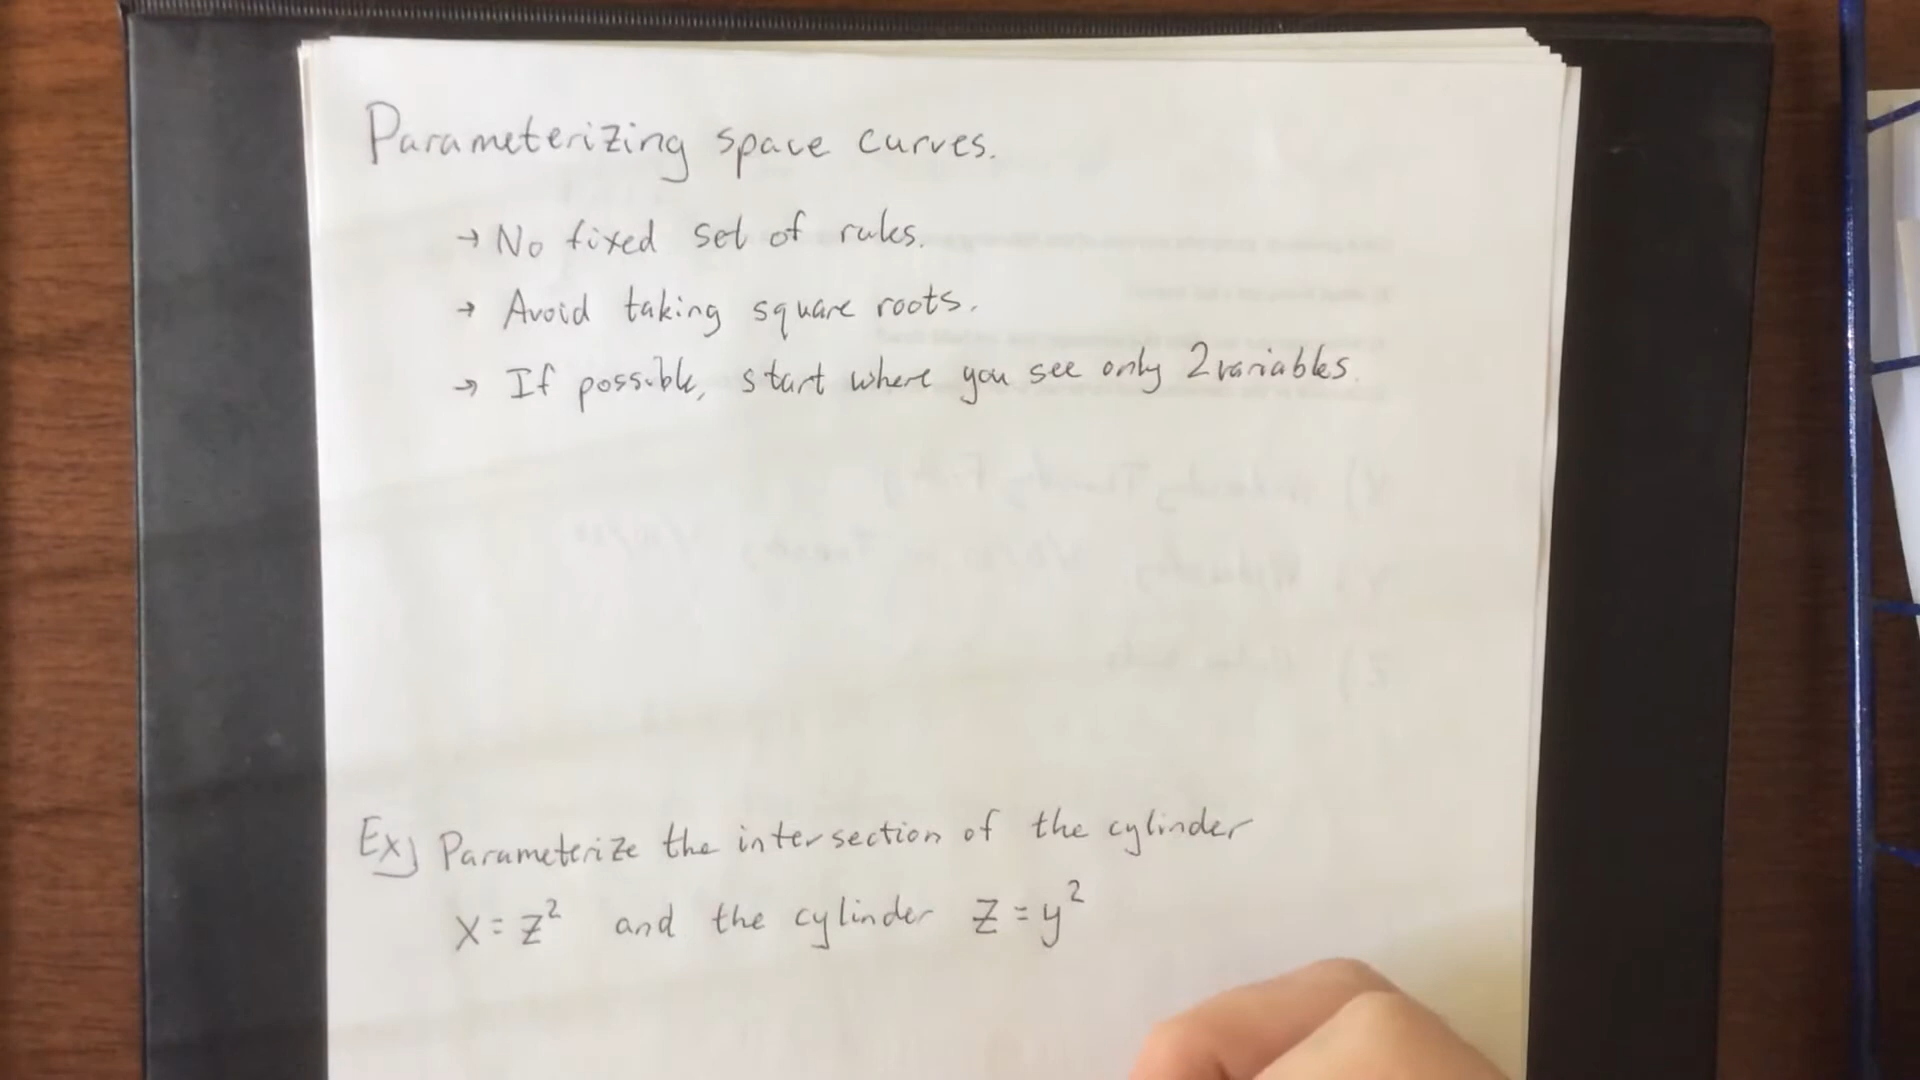 Parameterizing space curves.
→ No fixed set of rules.
→ Avoid taking square roots.
→ If possible, start where you see only 2 variables.
Ex) Parameterize the intersection of the cylinder
x = z² and the cylinder z = y²